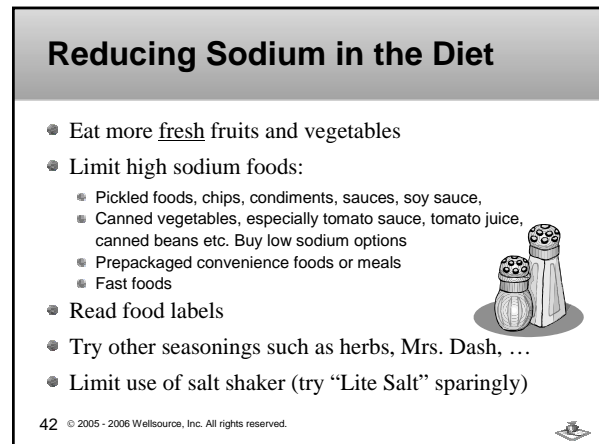 Reducing Sodium in the Diet
Eat more fresh fruits and vegetables
Limit high sodium foods:
Pickled foods, chips, condiments, sauces, soy sauce,
Canned vegetables, especially tomato sauce, tomato juice,
canned beans etc. Buy low sodium options
Prepackaged convenience foods or meals
Fast foods
Read food labels
Try other seasonings such as herbs, Mrs. Dash, …
Limit use of salt shaker (try “Lite Salt” sparingly)
42 © 2005 - 2006 Wellsource, Inc. All rights reserved.